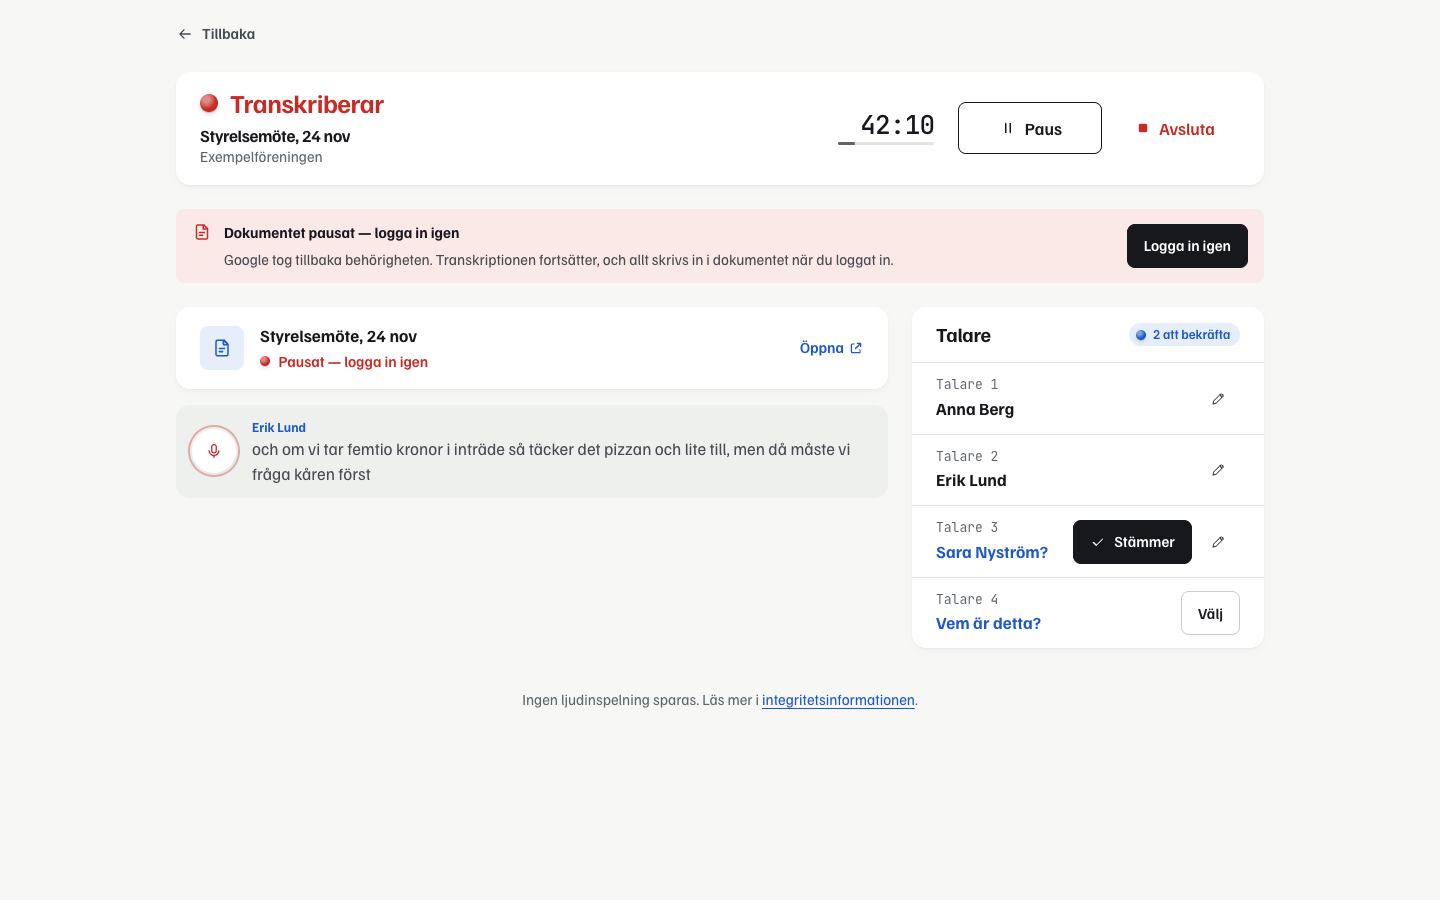 Tillbaka
Transkriberar
Styrelsemöte, 24 nov
Exempelföreningen
42:10
Paus
Avsluta
Dokumentet pausat — logga in igen
Google tog tillbaka behörigheten. Transkriptionen fortsätter, och allt skrivs in i dokumentet när du loggat in.
Logga in igen
Styrelsemöte, 24 nov
Pausat — logga in igen
Öppna
Erik Lund
och om vi tar femtio kronor i inträde så täcker det pizzan och lite till, men då måste vi
fråga kåren först
Talare
2 att bekräfta
Talare 1
Anna Berg
Talare 2
Erik Lund
Talare 3
Sara Nyström?
Stämmer
Talare 4
Vem är detta?
Välj
Ingen ljudinspelning sparas. Läs mer i integritetsinformationen.